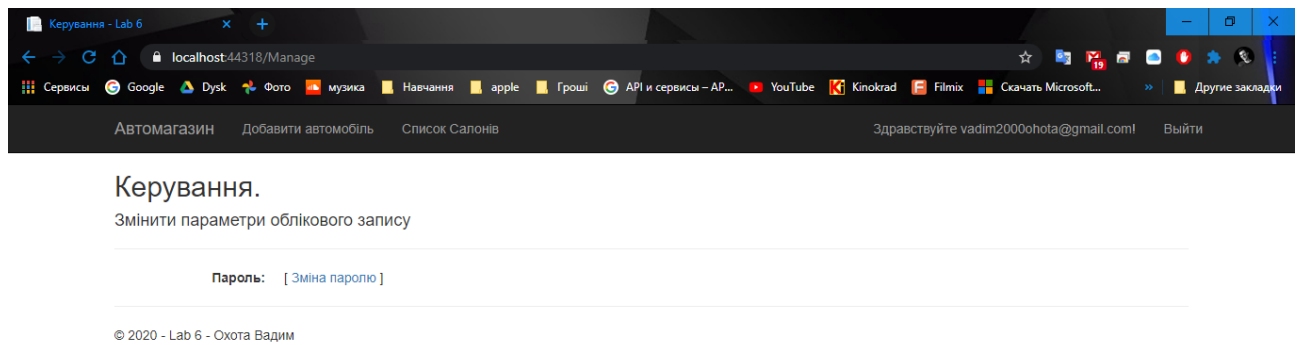 Керування - Lab 6
localhost:44318/Manage
19
Сервисы Google Dysk Фото музика Навчання apple Гроші API и сервисы – AP... YouTube Kinokrad Filmix Скачать Microsoft... » Другие закладки
Автомагазин Добавити автомобіль Список Салонів Здравствуйте vadim2000ohota@gmail.com! Выйти
Керування.
Змінити параметри облікового запису
Пароль: [ Зміна паролю ]
© 2020 - Lab 6 - Охота Вадим